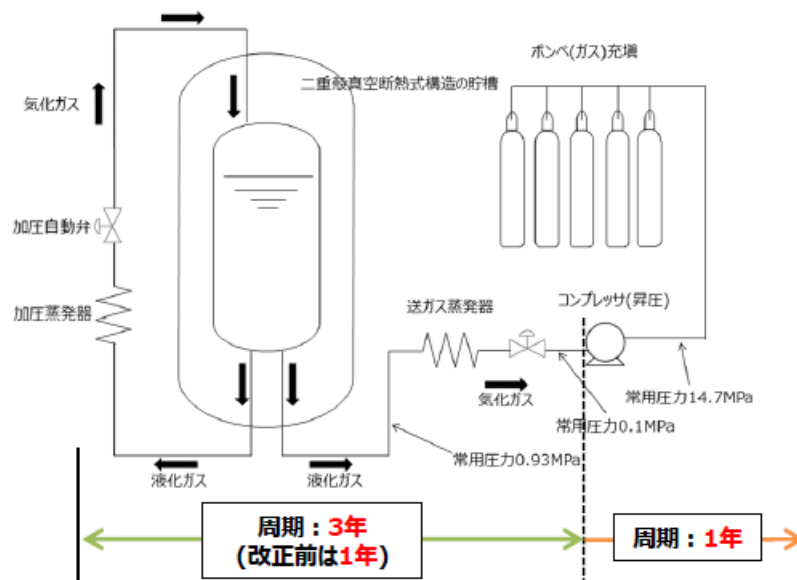 ボンベ(ガス)充塡
二重殻真空断熱式構造の貯槽
気化ガス
加圧自動弁
加圧蒸発器
送ガス蒸発器
コンプレッサ(昇圧)
気化ガス
常用圧力14.7MPa
常用圧力0.1MPa
常用圧力0.93MPa
液化ガス
液化ガス
周期：3年
(改正前は1年)
周期：1年